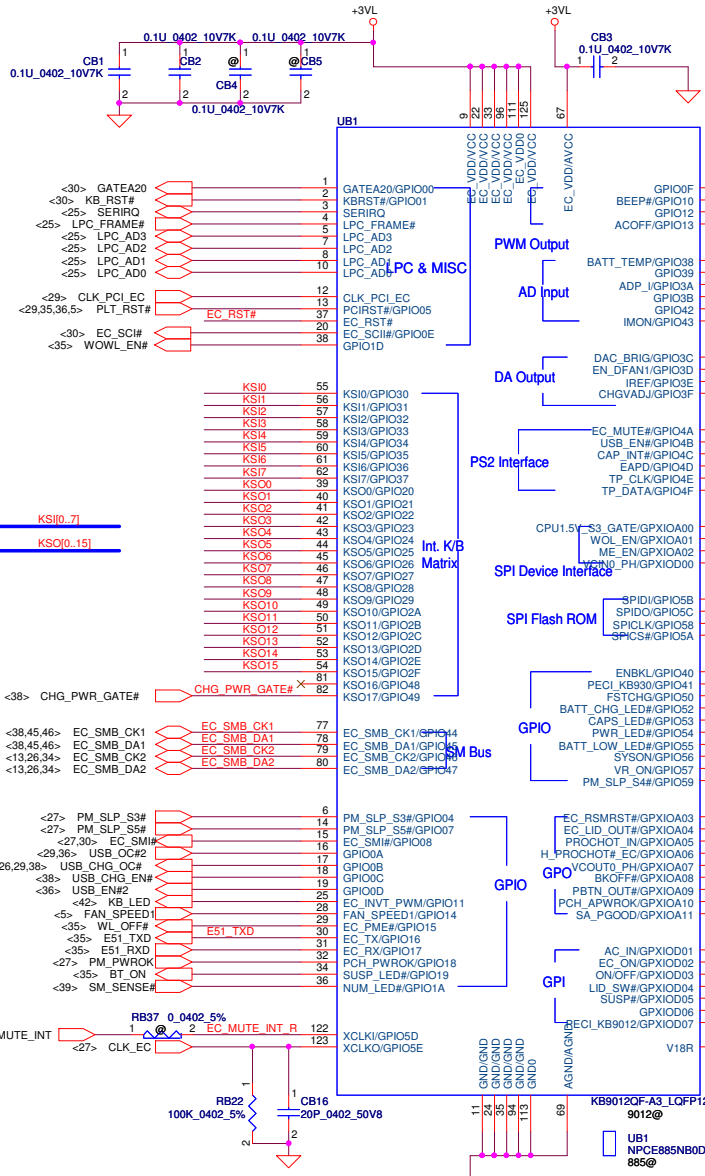 +3VL
+3VL
0.1U_0402_10V7K 0.1U_0402_10V7K
CB3
0.1U_0402_10V7K
CB1
0.1U_0402_10V7K
CB2
@
CB4
@
CB5
0.1U_0402_10V7K
1 2
1 2
1 2
1 2
1 2
UB1
9 22 33 96 111 125 67
EC_VDD/VCC
EC_VDD/VCC
EC_VDD/VCC
EC_VDD/VCC
EC_VDD0
EC_VDD/VCC
EC_VDD/AVCC
<30> GATEA20 1 GATEA20/GPIO00
<30> KB_RST# 2 KBRST#/GPIO01
<25> SERIRQ 3 SERIRQ
<25> LPC_FRAME# 4 LPC_FRAME#
<25> LPC_AD3 5 LPC_AD3
<25> LPC_AD2 7 LPC_AD2
<25> LPC_AD1 8 LPC_AD1
<25> LPC_AD0 10 LPC_AD0
LPC & MISC
<29> CLK_PCI_EC 12 CLK_PCI_EC
<29,35,36,5> PLT_RST# 13 PCIRST#/GPIO05
EC_RST# 37 EC_RST#
<30> EC_SCI# 20 EC_SCII#/GPIO0E
<35> WOWL_EN# 38 GPIO1D
KSI0 55 KSI0/GPIO30
KSI1 56 KSI1/GPIO31
KSI2 57 KSI2/GPIO32
KSI3 58 KSI3/GPIO33
KSI4 59 KSI4/GPIO34
KSI5 60 KSI5/GPIO35
KSI6 61 KSI6/GPIO36
KSI7 62 KSI7/GPIO37
KSO0 39 KSO0/GPIO20
KSO1 40 KSO1/GPIO21
KSO2 41 KSO2/GPIO22
KSO3 42 KSO3/GPIO23
KSO4 43 KSO4/GPIO24
KSO5 44 KSO5/GPIO25
KSO6 45 KSO6/GPIO26
KSO7 46 KSO7/GPIO27
KSO8 47 KSO8/GPIO28
KSO9 48 KSO9/GPIO29
KSO10 49 KSO10/GPIO2A
KSO11 50 KSO11/GPIO2B
KSO12 51 KSO12/GPIO2C
KSO13 52 KSO13/GPIO2D
KSO14 53 KSO14/GPIO2E
KSO15 54 KSO15/GPIO2F
81 KSO16/GPIO48
<38> CHG_PWR_GATE# CHG_PWR_GATE# 82 KSO17/GPIO49
Int. K/B
Matrix
KSI[0..7]
KSO[0..15]
<38,45,46> EC_SMB_CK1 EC_SMB_CK1 77 EC_SMB_CK1/GPIO44
<38,45,46> EC_SMB_DA1 EC_SMB_DA1 78 EC_SMB_DA1/GPIO45
<13,26,34> EC_SMB_CK2 EC_SMB_CK2 79 EC_SMB_CK2/GPIO46
<13,26,34> EC_SMB_DA2 EC_SMB_DA2 80 EC_SMB_DA2/GPIO47
SM Bus
<27> PM_SLP_S3# 6 PM_SLP_S3#/GPIO04
<27> PM_SLP_S5# 14 PM_SLP_S5#/GPIO07
<27,30> EC_SMI# 15 EC_SMI#/GPIO08
<29,36> USB_OC#2 16 GPIO0A
26,29,38> USB_CHG_OC# 17 GPIO0B
<38> USB_CHG_EN# 18 GPIO0C
<36> USB_EN#2 19 GPIO0D
<42> KB_LED 25 EC_INVT_PWM/GPIO11
<5> FAN_SPEED1 28 FAN_SPEED1/GPIO14
<35> WL_OFF# 29 EC_PME#/GPIO15
<35> E51_TXD E51_TXD 30 EC_TX/GPIO16
<35> E51_RXD 31 EC_RX/GPIO17
<27> PM_PWROK 32 PCH_PWROK/GPIO18
<35> BT_ON 34 SUSP_LED#/GPIO19
<39> SM_SENSE# 36 NUM_LED#/GPIO1A
GPIO
RB37 0_0402_5%
MUTE_INT 1 @ 2 EC_MUTE_INT_R 122 XCLKI/GPIO5D
<27> CLK_EC 123 XCLKO/GPIO5E
1 2
RB22
100K_0402_5%
1 2
CB16
20P_0402_50V8
GPIO0F
BEEP#/GPIO10
GPIO12
ACOFF/GPIO13
PWM Output
BATT_TEMP/GPIO38
GPIO39
ADP_I/GPIO3A
GPIO3B
GPIO42
IMON/GPIO43
AD Input
DAC_BRIG/GPIO3C
EN_DFAN1/GPIO3D
IREF/GPIO3E
CHGVADJ/GPIO3F
DA Output
EC_MUTE#/GPIO4A
USB_EN#/GPIO4B
CAP_INT#/GPIO4C
EAPD/GPIO4D
TP_CLK/GPIO4E
TP_DATA/GPIO4F
PS2 Interface
CPU1.5V_S3_GATE/GPXIOA00
WOL_EN/GPXIOA01
ME_EN/GPXIOA02
VCIN0_PH/GPXIOD00
SPI Device Interface
SPIDI/GPIO5B
SPIDO/GPIO5C
SPICLK/GPIO58
SPICS#/GPIO5A
SPI Flash ROM
ENBKL/GPIO40
PECI_KB930/GPIO41
FSTCHG/GPIO50
BATT_CHG_LED#/GPIO52
CAPS_LED#/GPIO53
PWR_LED#/GPIO54
BATT_LOW_LED#/GPIO55
SYSON/GPIO56
VR_ON/GPIO57
PM_SLP_S4#/GPIO59
GPIO
EC_RSMRST#/GPXIOA03
EC_LID_OUT#/GPXIOA04
PROCHOT_IN/GPXIOA05
H_PROCHOT#_EC/GPXIOA06
VCOUT0_PH/GPXIOA07
BKOFF#/GPXIOA08
PBTN_OUT#/GPXIOA09
PCH_APWROK/GPXIOA10
SA_PGOOD/GPXIOA11
GPO
AC_IN/GPXIOD01
EC_ON/GPXIOD02
ON/OFF/GPXIOD03
LID_SW#/GPXIOD04
SUSP#/GPXIOD05
GPXIOD06
PECI_KB9012/GPXIOD07
GPI
V18R
GND/GND
GND/GND
GND/GND
GND/GND
GND0
AGND/AGND
11 24 35 94 113 69
KB9012QF-A3_LQFP12
9012@
UB1
NPCE885NB0D
885@